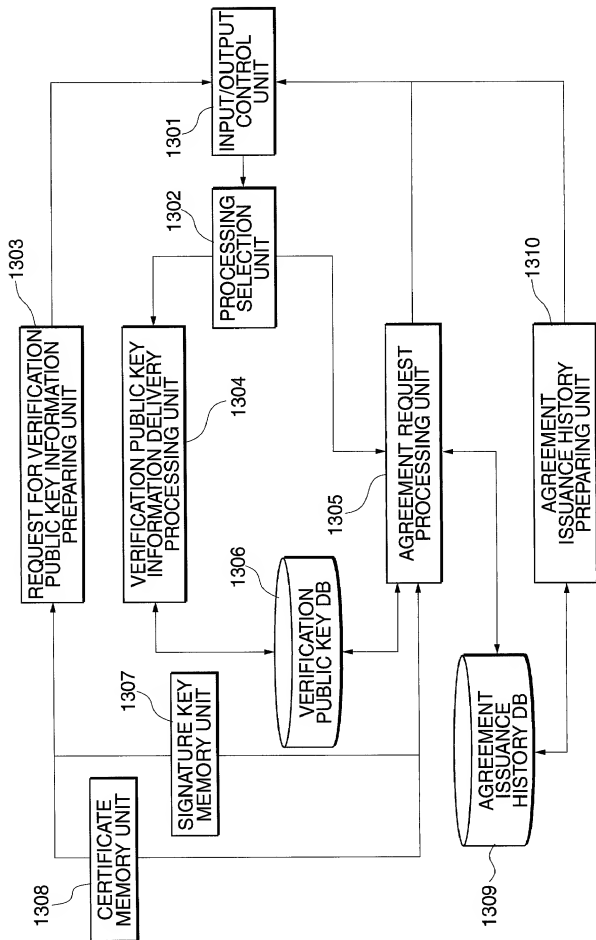 1303
REQUEST FOR VERIFICATION
PUBLIC KEY INFORMATION
PREPARING UNIT
1308
CERTIFICATE
MEMORY UNIT
1307
SIGNATURE KEY
MEMORY UNIT
1304
VERIFICATION PUBLIC KEY
INFORMATION DELIVERY
PROCESSING UNIT
1302
PROCESSING
SELECTION
UNIT
1301
INPUT/OUTPUT
CONTROL
UNIT
1306
VERIFICATION
PUBLIC KEY DB
1305
AGREEMENT REQUEST
PROCESSING UNIT
1309
AGREEMENT
ISSUANCE
HISTORY DB
1310
AGREEMENT
ISSUANCE HISTORY
PREPARING UNIT